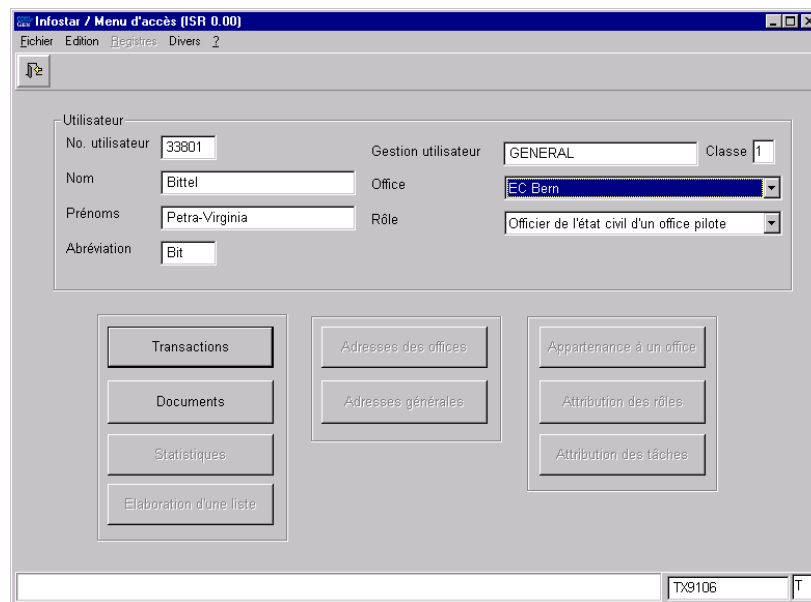 Infostar / Menu d'accès (ISR 0.00)
Fichier Edition Registres Divers ?
Utilisateur
No. utilisateur 33801 Gestion utilisateur GENERAL Classe 1
Nom Bittel Office EC Bern
Prénoms Petra-Virginia Rôle Officier de l'état civil d'un office pilote
Abréviation Bit
Transactions Adresses des offices Appartenance à un office
Documents Adresses générales Attribution des rôles
Statistiques Attribution des tâches
Elaboration d'une liste
TX9106 T